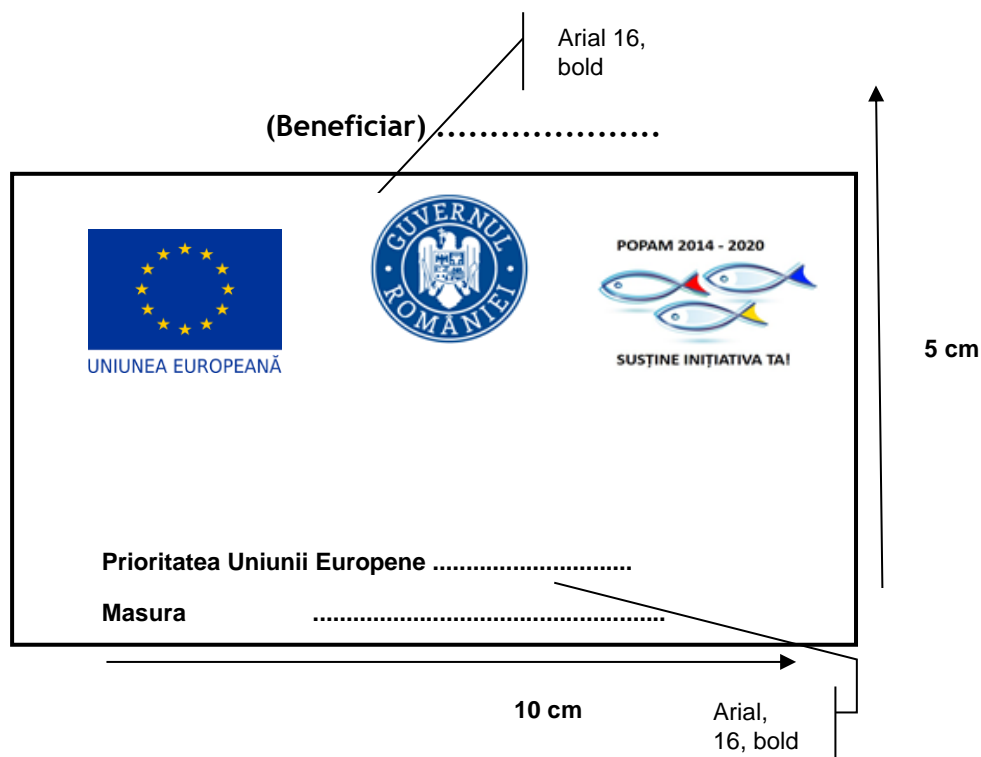 Arial 16,
bold
(Beneficiar) .....................
GUVERNUL ROMÂNIEI
POPAM 2014 - 2020
UNIUNEA EUROPEANĂ
SUSȚINE INIȚIATIVA TA!
5 cm
Prioritatea Uniunii Europene ..............................
Masura .....................................................
10 cm
Arial,
16, bold